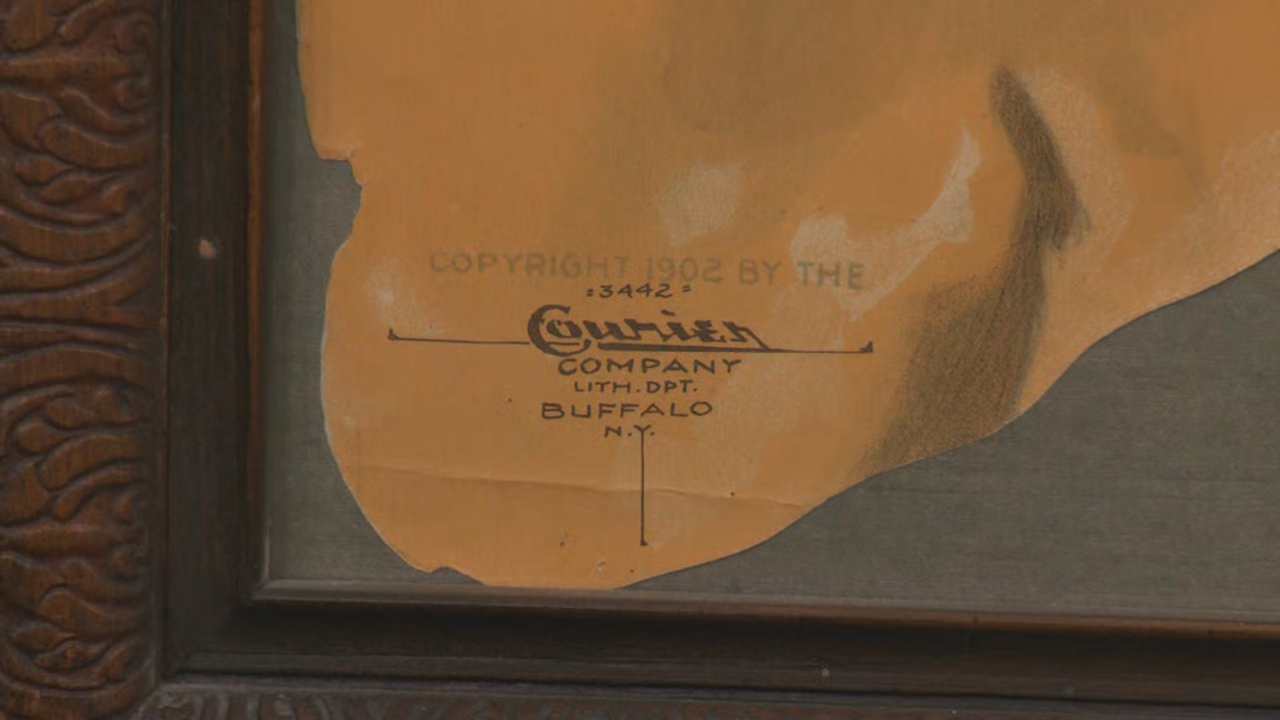 COPYRIGHT 1902 BY THE
:3442:
Courier
COMPANY
LITH. DPT.
BUFFALO
N.Y.